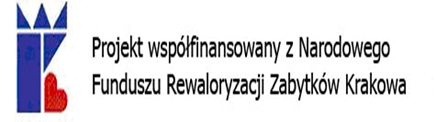 Projekt współfinansowany z Narodowego
Funduszu Rewaloryzacji Zabytków Krakowa